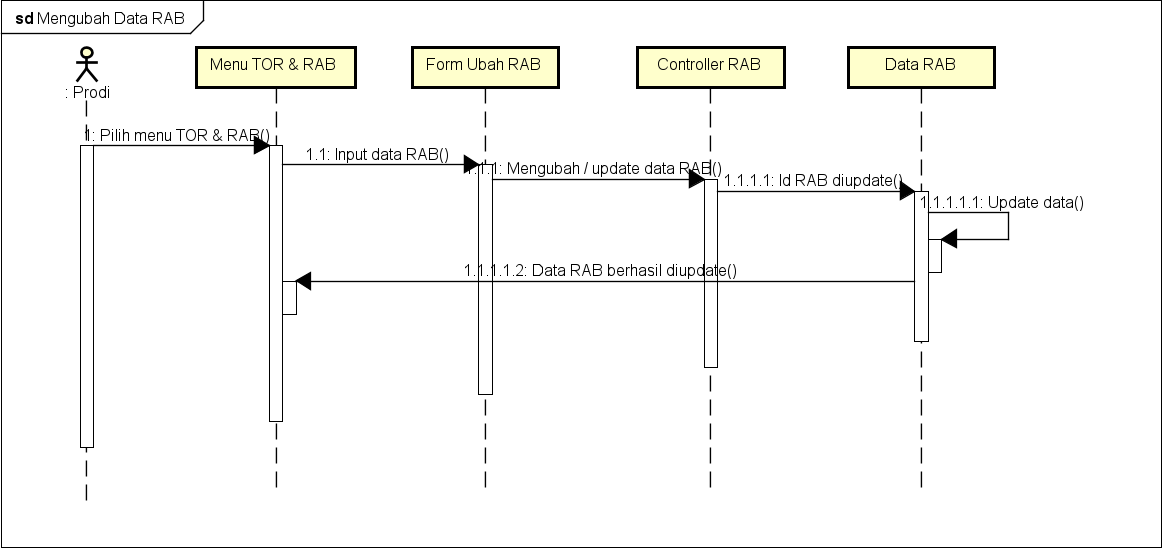 sd Mengubah Data RAB
: Prodi
Menu TOR & RAB
Form Ubah RAB
Controller RAB
Data RAB
1: Pilih menu TOR & RAB()
1.1: Input data RAB()
1.1.1: Mengubah / update data RAB()
1.1.1.1: Id RAB diupdate()
1.1.1.1.1: Update data()
1.1.1.1.2: Data RAB berhasil diupdate()